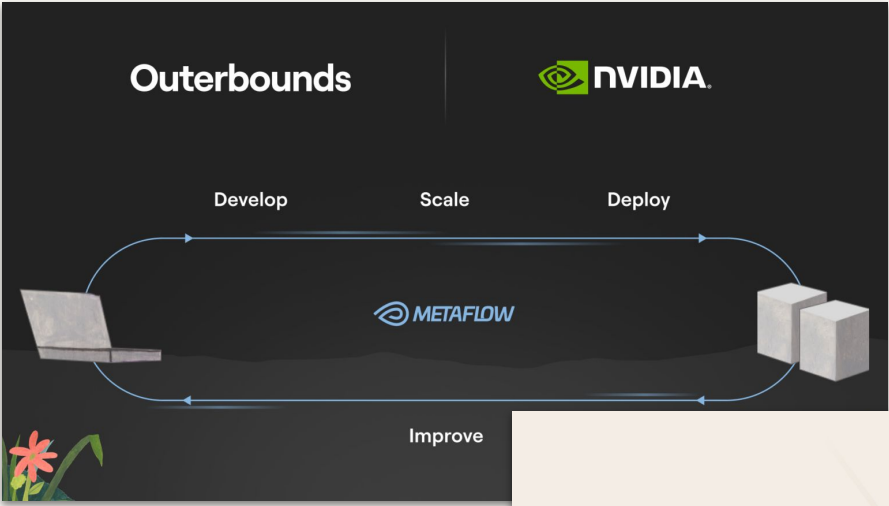 Outerbounds
NVIDIA.
Develop Scale Deploy
METAFLOW
Improve